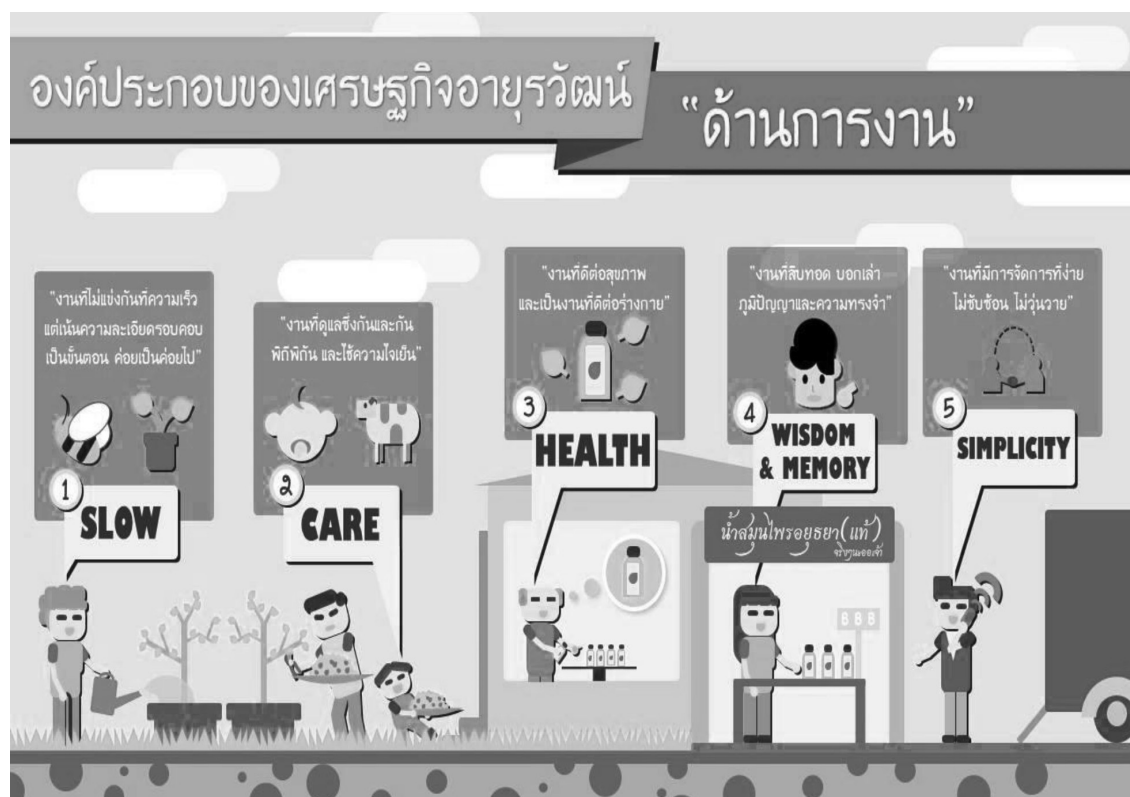 องค์ประกอบของเศรษฐกิจอายุรวัฒน์
“ด้านการงาน”
"งานที่ไม่แข่งกันที่ความเร็ว
แต่เน้นความละเอียดรอบคอบ
เป็นขั้นตอน ค่อยเป็นค่อยไป"
1
SLOW
"งานที่ดูแลซึ่งกันและกัน
พิถีพิถัน และใช้ความใจเย็น"
2
CARE
"งานที่ดีต่อสุขภาพ
และเป็นงานที่ดีต่อร่างกาย"
3
HEALTH
"งานที่สืบทอด บอกเล่า
ภูมิปัญญาและความทรงจำ"
4
WISDOM
& MEMORY
"งานที่มีการจัดการที่ง่าย
ไม่ซับซ้อน ไม่วุ่นวาย"
5
SIMPLICITY
น้ำสมุนไพรอยุธยา(แท้)
฿ ฿ ฿